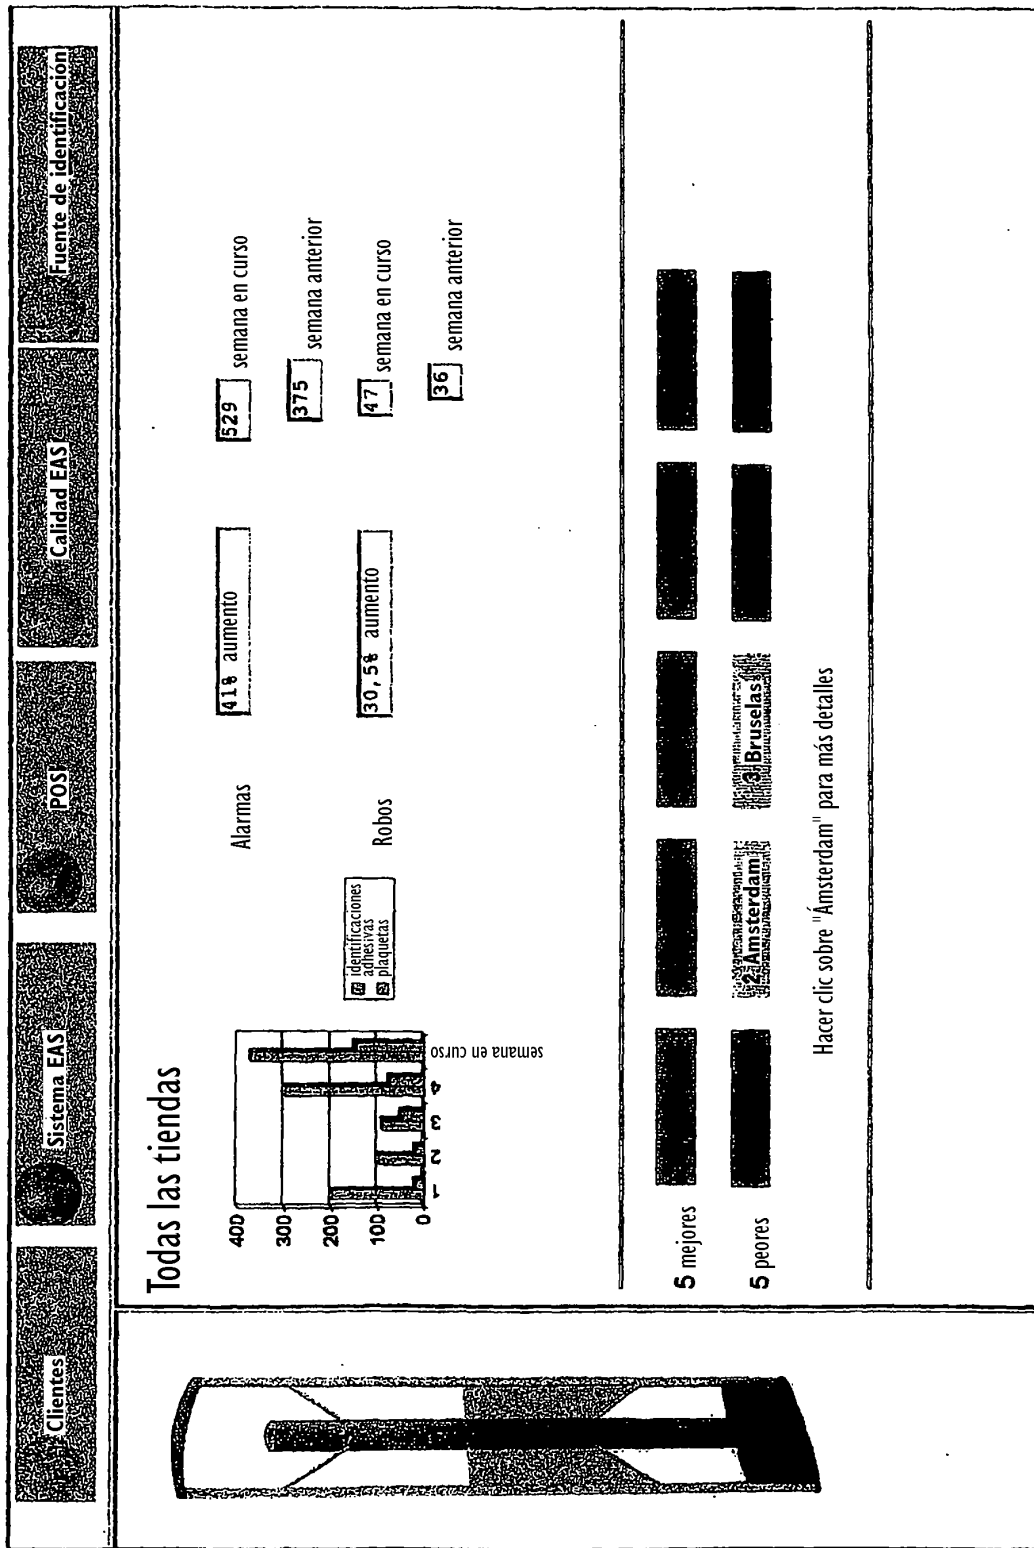 Clientes
Sistema EAS
POS
Calidad EAS
Fuente de identificación
Todas las tiendas
400
300
200
100
0
1
2
3
4
semana en curso
identificaciones
adhesivas
plaquetas
Alarmas
41% aumento
529 semana en curso
375 semana anterior
Robos
30,5% aumento
47 semana en curso
36 semana anterior
5 mejores
5 peores
2. Ámsterdam
3. Bruselas
Hacer clic sobre "Ámsterdam" para más detalles